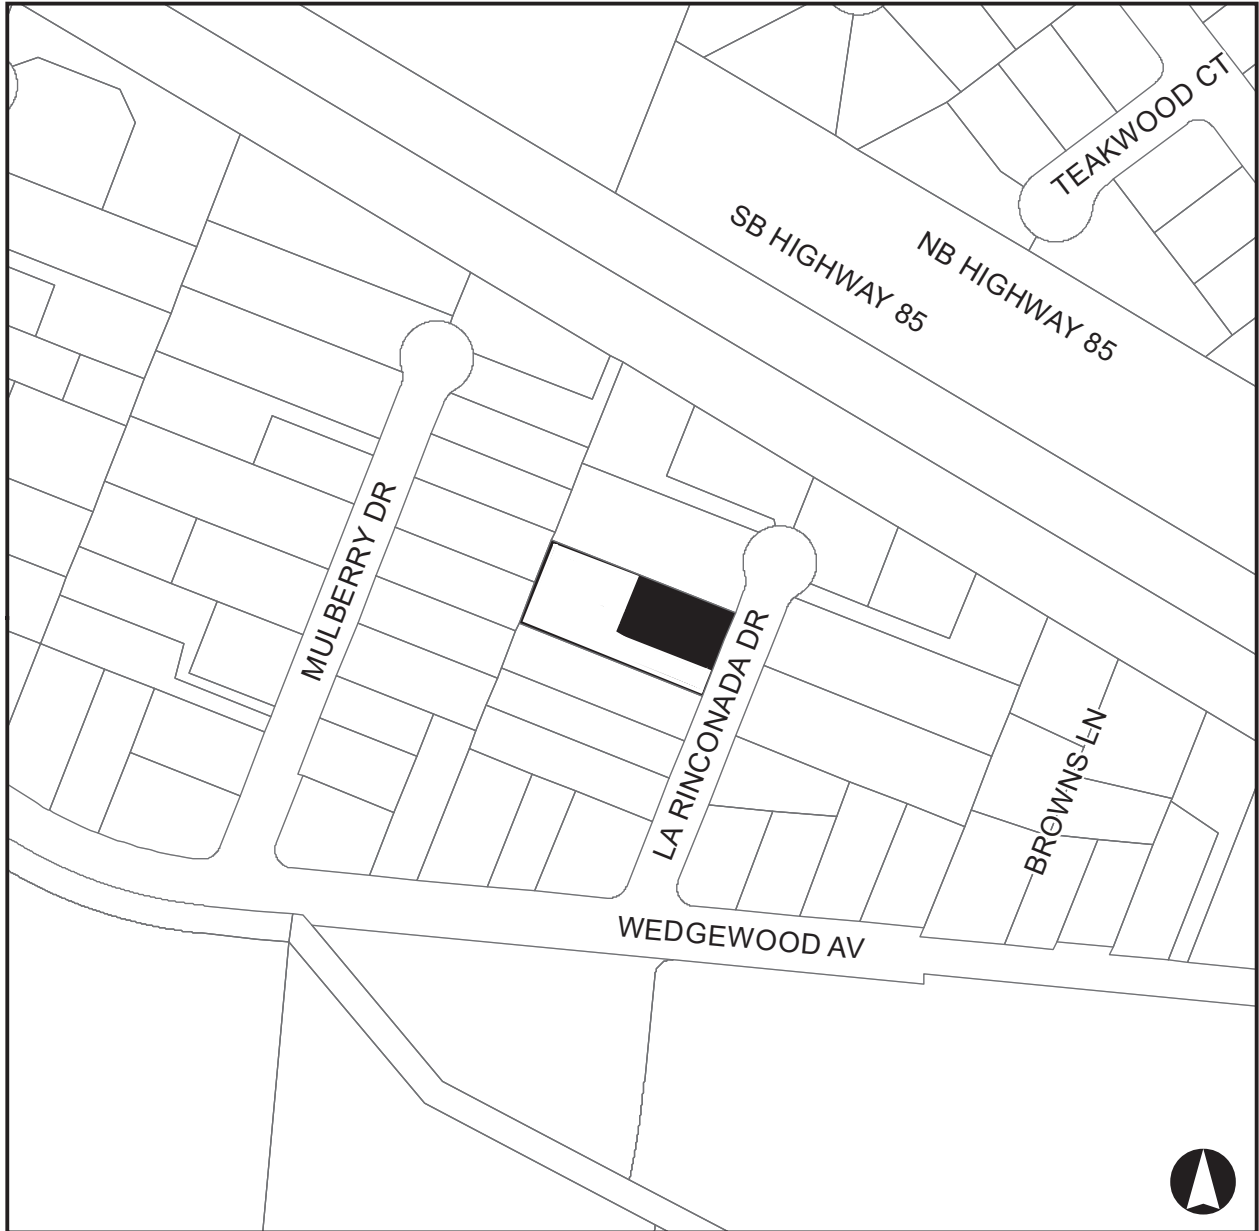 TEAKWOOD CT
SB HIGHWAY 85
NB HIGHWAY 85
MULBERRY DR
LA RINCONADA DR
BROWNS LN
WEDGEWOOD AV